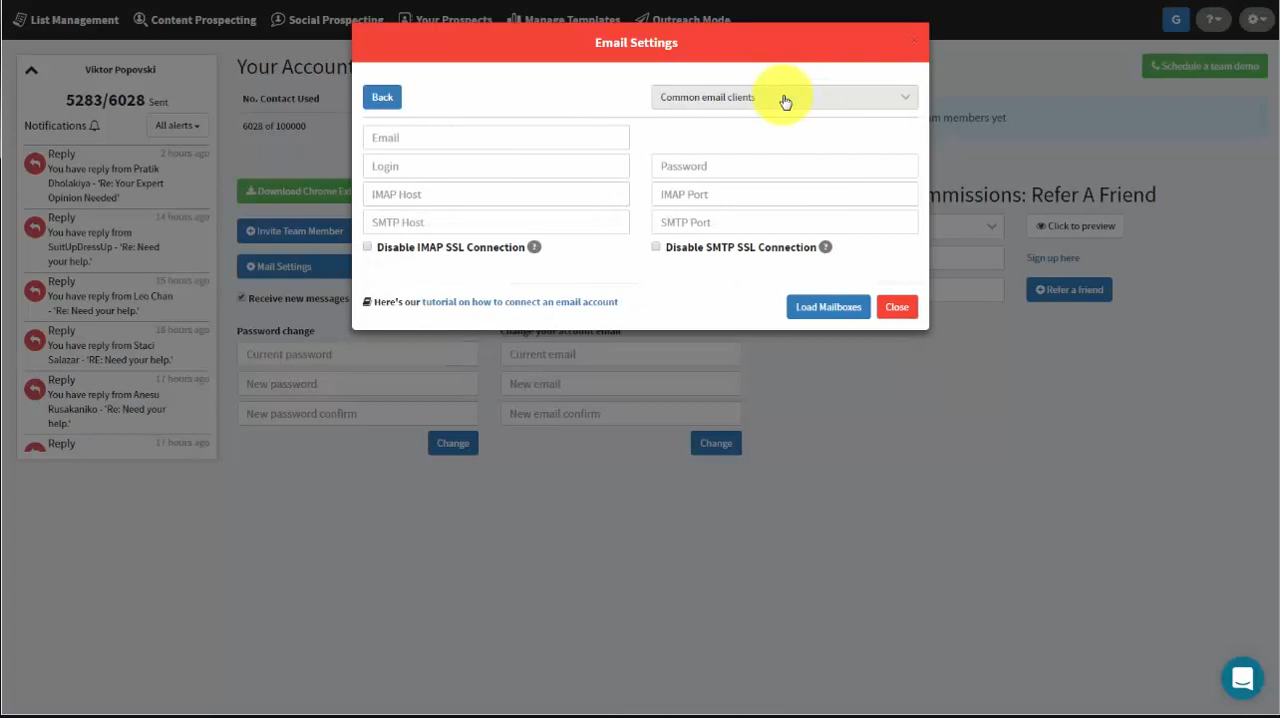 List Management
Content Prospecting
Social Prospecting
Your Prospects
Manage Templates
Outreach Mode
G
?
Viktor Popovski
5283/6028 Sent
Notifications
All alerts
Reply
2 hours ago
You have reply from Pratik
Dholakiya - 'Re: Your Expert
Opinion Needed'
Reply
14 hours ago
You have reply from
SuitUpDressUp - 'Re: Need
your help.'
Reply
15 hours ago
You have reply from Leo Chan
- 'Re: Need your help.'
Reply
16 hours ago
You have reply from Staci
Salazar - 'RE: Need your help.'
Reply
17 hours ago
You have reply from Anesu
Rusakaniko - 'Re: Need your
help.'
Reply
17 hours ago
Your Account
No. Contact Used
6028 of 100000
Download Chrome Ext
Invite Team Member
Mail Settings
Receive new messages
Password change
Current password
New password
New password confirm
Change
Change your account email
Current email
New email
New email confirm
Change
Email Settings
×
Back
Common email clients
Email
Login
Password
IMAP Host
IMAP Port
SMTP Host
SMTP Port
Disable IMAP SSL Connection ?
Disable SMTP SSL Connection ?
Here's our tutorial on how to connect an email account
Load Mailboxes
Close
Schedule a team demo
am members yet
mmissions: Refer A Friend
Click to preview
Sign up here
Refer a friend